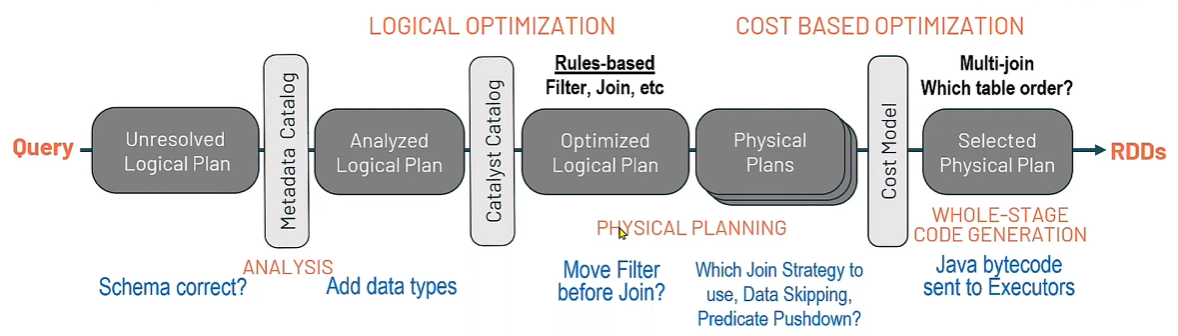 LOGICAL OPTIMIZATION
COST BASED OPTIMIZATION
Rules-based
Filter, Join, etc
Multi-join
Which table order?
Query
Unresolved
Logical Plan
Metadata Catalog
Analyzed
Logical Plan
Catalyst Catalog
Optimized
Logical Plan
Physical
Plans
Cost Model
Selected
Physical Plan
RDDs
ANALYSIS
PHYSICAL PLANNING
WHOLE-STAGE
CODE GENERATION
Schema correct?
Add data types
Move Filter
before Join?
Which Join Strategy to
use, Data Skipping,
Predicate Pushdown?
Java bytecode
sent to Executors